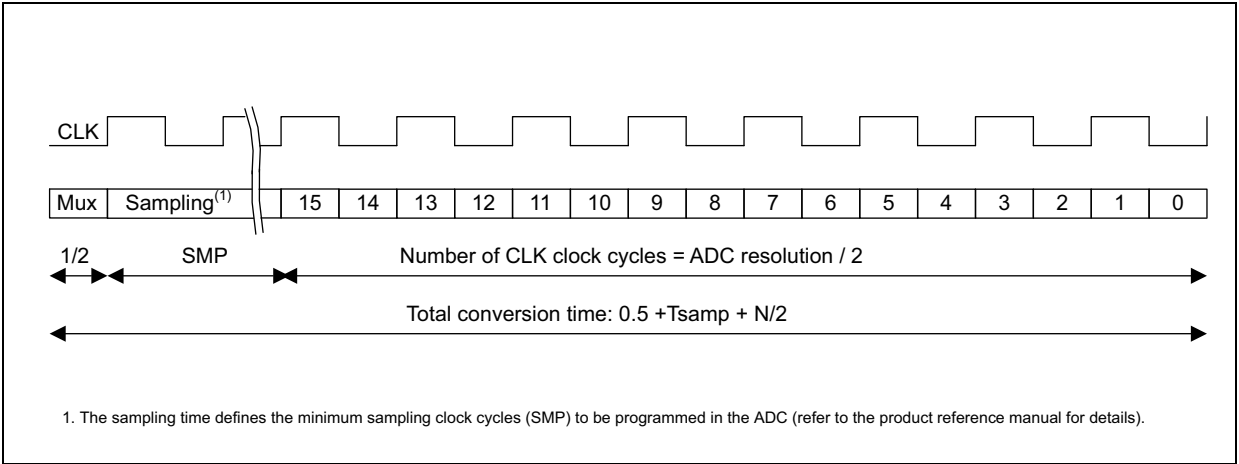 CLK
Mux Sampling(1) 15 14 13 12 11 10 9 8 7 6 5 4 3 2 1 0
1/2 SMP Number of CLK clock cycles = ADC resolution / 2
Total conversion time: 0.5 +Tsamp + N/2
1. The sampling time defines the minimum sampling clock cycles (SMP) to be programmed in the ADC (refer to the product reference manual for details).